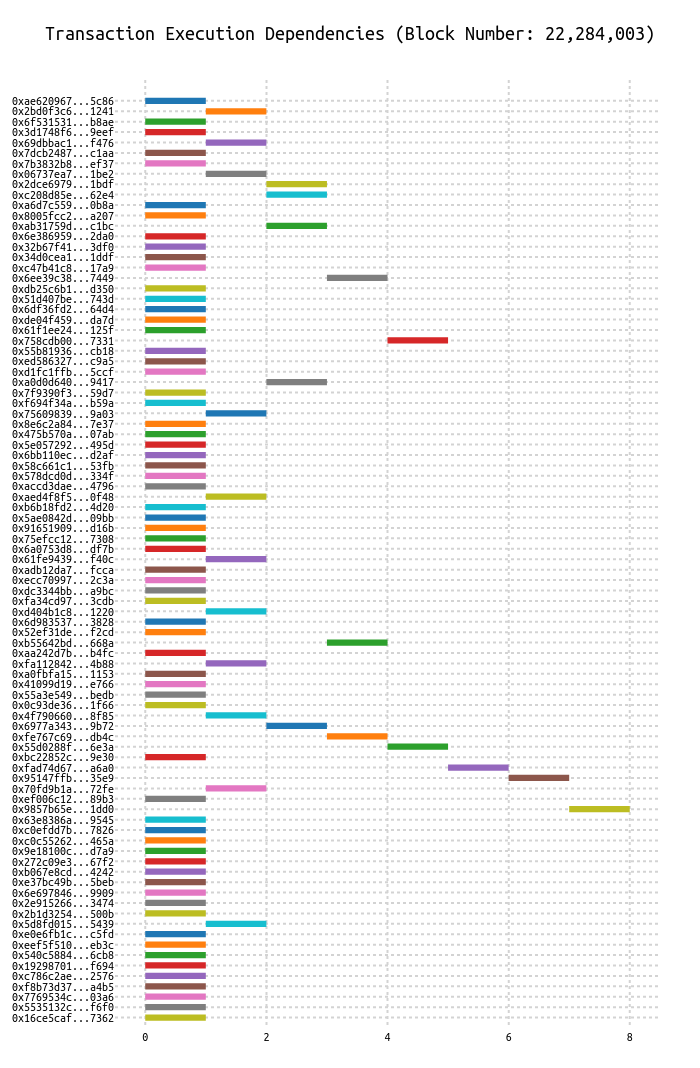 Transaction Execution Dependencies (Block Number: 22,284,003)
0xae620967...5c86
0x2bd0f3c6...1241
0x6f531531...b8ae
0x3d1748f6...9eef
0x69dbbac1...f476
0x7dcb2487...c1aa
0x7b3832b8...ef37
0x06737ea7...1be2
0x2dce6979...1bdf
0xc208d85e...62e4
0xa6d7c559...0b8a
0x8005fcc2...a207
0xab31759d...c1bc
0x6e386959...2da0
0x32b67f41...3df0
0x34d0cea1...1ddf
0xc47b41c8...17a9
0x6ee39c38...7449
0xdb25c6b1...d350
0x51d407be...743d
0x6df36fd2...64d4
0xde04f459...da7d
0x61f1ee24...125f
0x758cdb00...7331
0x55b81936...cb18
0xed586327...c9a5
0xd1fc1ffb...5ccf
0xa0d0d640...9417
0x7f9390f3...59d7
0xf694f34a...b59a
0x75609839...9a03
0x8e6c2a84...7e37
0x475b570a...07ab
0x5e057292...495d
0x6bb110ec...d2af
0x58c661c1...53fb
0x578dcd0d...334f
0xaccd3dae...4796
0xaed4f8f5...0f48
0xb6b18fd2...4d20
0x5ae0842d...09bb
0x91651909...d16b
0x75efcc12...7308
0x6a0753d8...df7b
0x61fe9439...f40c
0xadb12da7...fcca
0xecc70997...2c3a
0xdc3344bb...a9bc
0xfa34cd97...3cdb
0xd404b1c8...1220
0x6d983537...3828
0x52ef31de...f2cd
0xb55642bd...668a
0xaa242d7b...b4fc
0xfa112842...4b88
0xa0fbfa15...1153
0x41099d19...e766
0x55a3e549...bedb
0x0c93de36...1f66
0x4f790660...8f85
0x6977a343...9b72
0xfe767c69...db4c
0x55d0288f...6e3a
0xbc22852c...9e30
0xfad74d67...a6a0
0x95147ffb...35e9
0x70fd9b1a...72fe
0xef006c12...89b3
0x9857b65e...1dd0
0x63e8386a...9545
0xc0efdd7b...7826
0xc0c55262...465a
0x9e18100c...d7a9
0x272c09e3...67f2
0xb067e8cd...4242
0xe37bc49b...5beb
0x6e697846...9909
0x2e915266...3474
0x2b1d3254...500b
0x5d8fd015...5439
0xe0e6fb1c...c5fd
0xeef5f510...eb3c
0x540c5884...6cb8
0x19298701...f694
0xc786c2ae...2576
0xf8b73d37...a4b5
0x7769534c...03a6
0x5535132c...f6f0
0x16ce5caf...7362
0 2 4 6 8